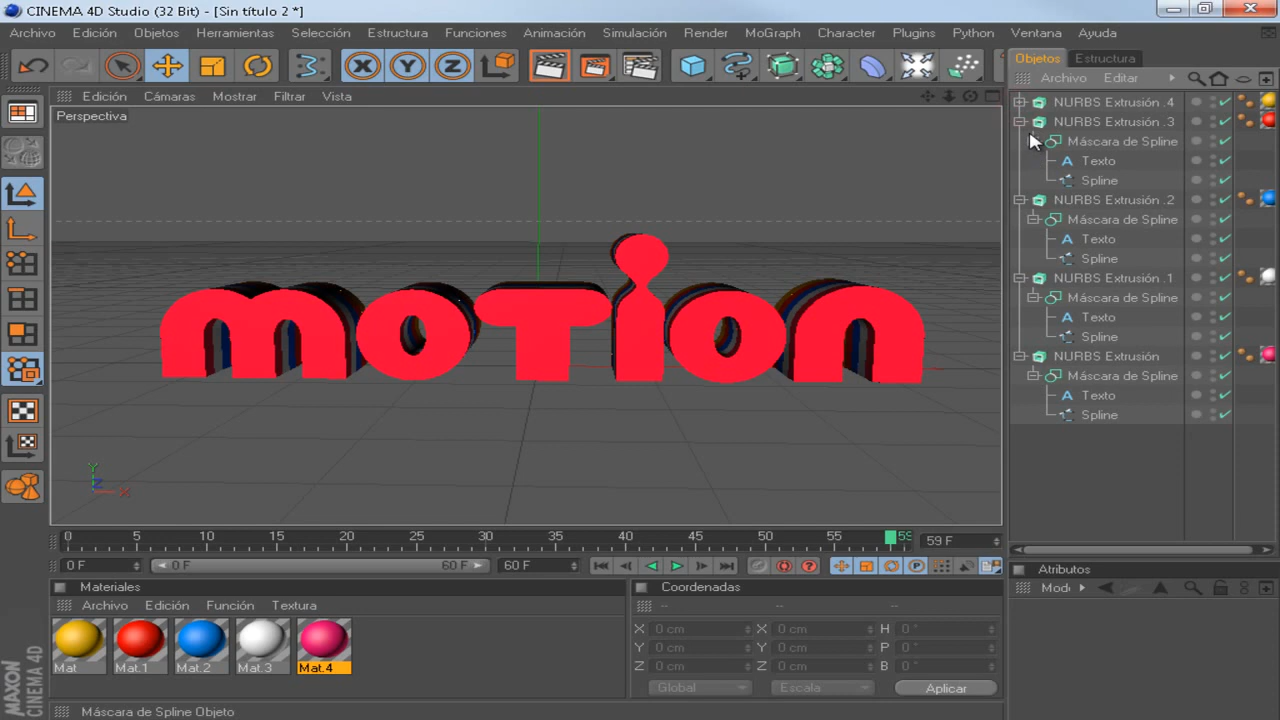 CINEMA 4D Studio (32 Bit) - [Sin título 2 *]
Archivo Edición Objetos Herramientas Selección Estructura Funciones Animación Simulación Render MoGraph Character Plugins Python Ventana Ayuda
X Y Z
Objetos Estructura
Edición Cámaras Mostrar Filtrar Vista
Archivo Editar
Perspectiva
NURBS Extrusión .4
NURBS Extrusión .3
Máscara de Spline
A Texto
Spline
NURBS Extrusión .2
Máscara de Spline
A Texto
Spline
NURBS Extrusión .1
Máscara de Spline
A Texto
Spline
NURBS Extrusión
Máscara de Spline
A Texto
Spline
moTion
Y
Z
X
0 5 10 15 20 25 30 35 40 45 50 55 59
59 F
0 F 0 F 60 F 60 F
? P
Atributos
Materiales
Coordenadas
Modo
Archivo Edición Función Textura
-- -- --
X 0 cm X 0 cm H 0 °
Y 0 cm Y 0 cm P 0 °
Z 0 cm Z 0 cm B 0 °
Mat Mat.1 Mat.2 Mat.3 Mat.4
Global Escala Aplicar
MAXON
CINEMA 4D
Máscara de Spline Objeto